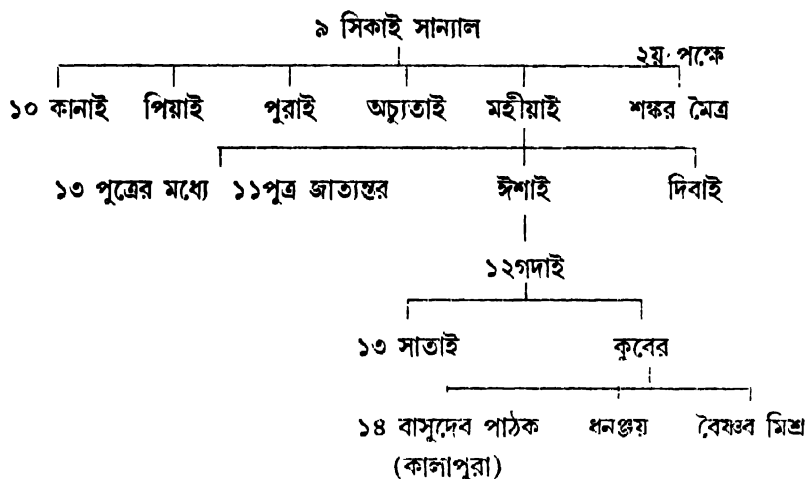 ৯ সিকাই সান্যাল
২য় পক্ষে
১০ কানাই পিয়াই পুরাই অচ্যুতাই মহীয়াই শঙ্কর মৈত্র
১৩ পুত্রের মধ্যে ১১পুত্র জাত্যন্তর ঈশাই দিবাই
১২গদাই
১৩ সাতাই কুবের
১৪ বাসুদেব পাঠক ধনঞ্জয় বৈষ্ণব মিশ্র
(কালাপুরা)